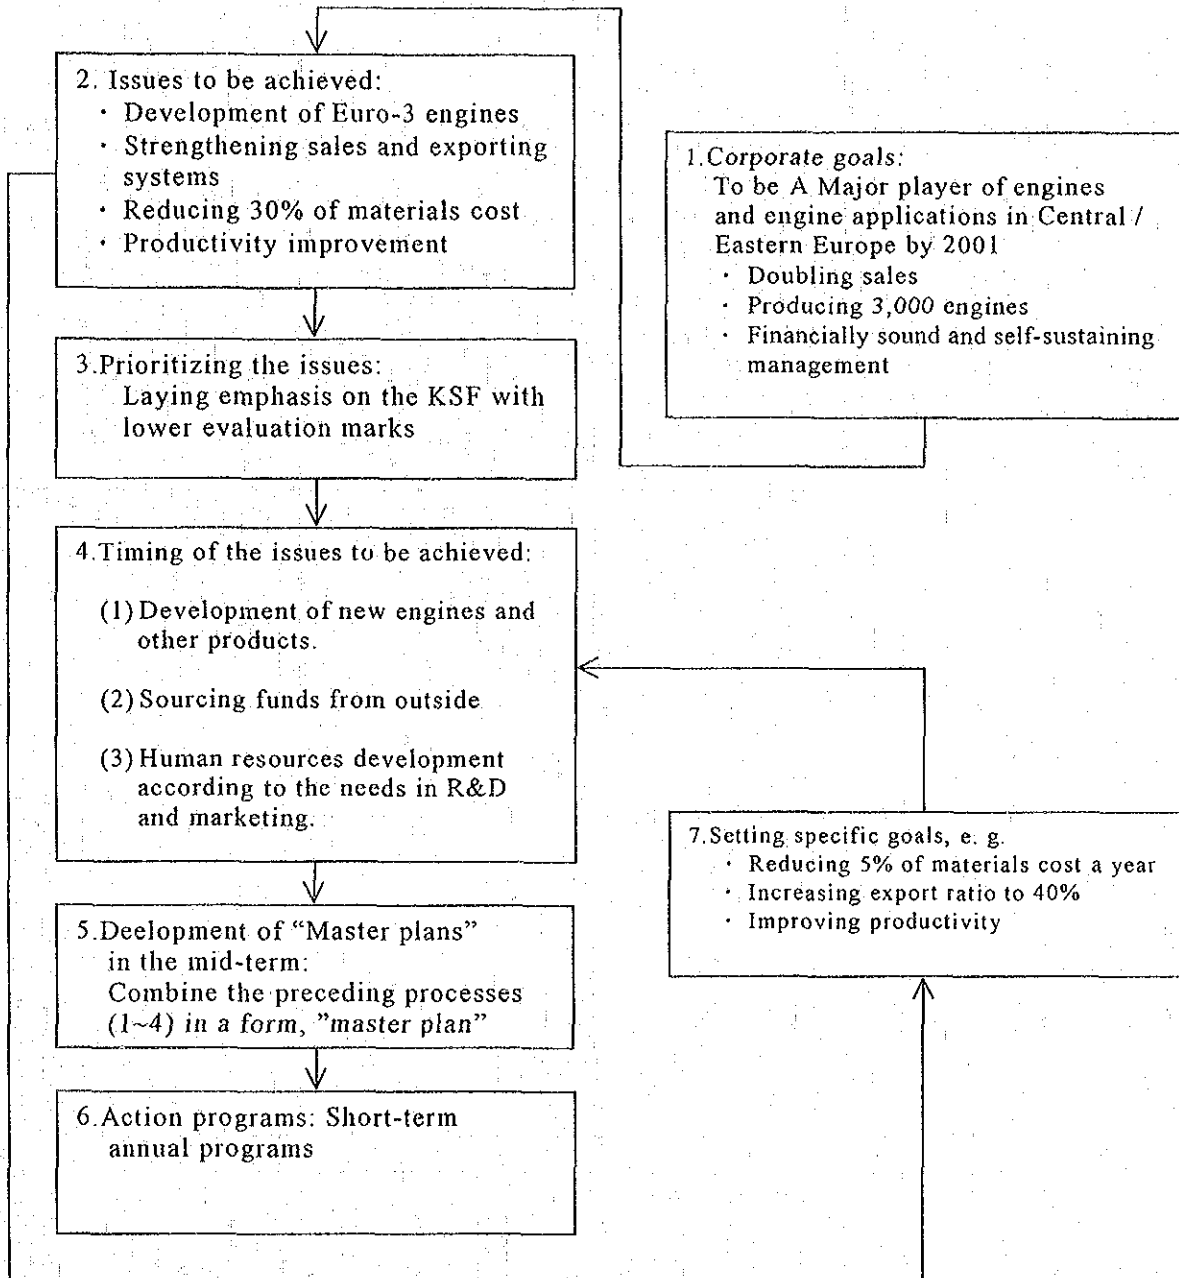 2. Issues to be achieved:
· Development of Euro-3 engines
· Strengthening sales and exporting
systems
· Reducing 30% of materials cost
· Productivity improvement
1.Corporate goals:
To be A Major player of engines
and engine applications in Central /
Eastern Europe by 2001
· Doubling sales
· Producing 3,000 engines
· Financially sound and self-sustaining
management
3.Prioritizing the issues:
Laying emphasis on the KSF with
lower evaluation marks
4.Timing of the issues to be achieved:
(1) Development of new engines and
other products.
(2) Sourcing funds from outside
(3) Human resources development
according to the needs in R&D
and marketing.
7.Setting specific goals, e. g.
· Reducing 5% of materials cost a year
· Increasing export ratio to 40%
· Improving productivity
5.Deelopment of “Master plans”
in the mid-term:
Combine the preceding processes
(1~4) in a form, ”master plan”
6.Action programs: Short-term
annual programs